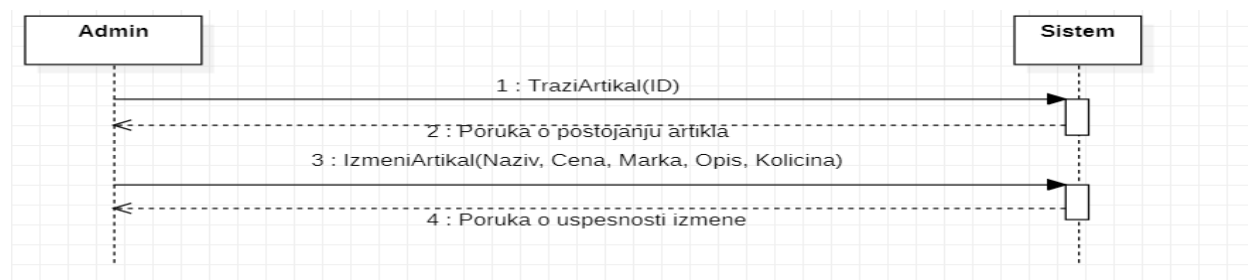 Admin
Sistem
1 : TraziArtikal(ID)
2 : Poruka o postojanju artikla
3 : IzmeniArtikal(Naziv, Cena, Marka, Opis, Kolicina)
4 : Poruka o uspesnosti izmene